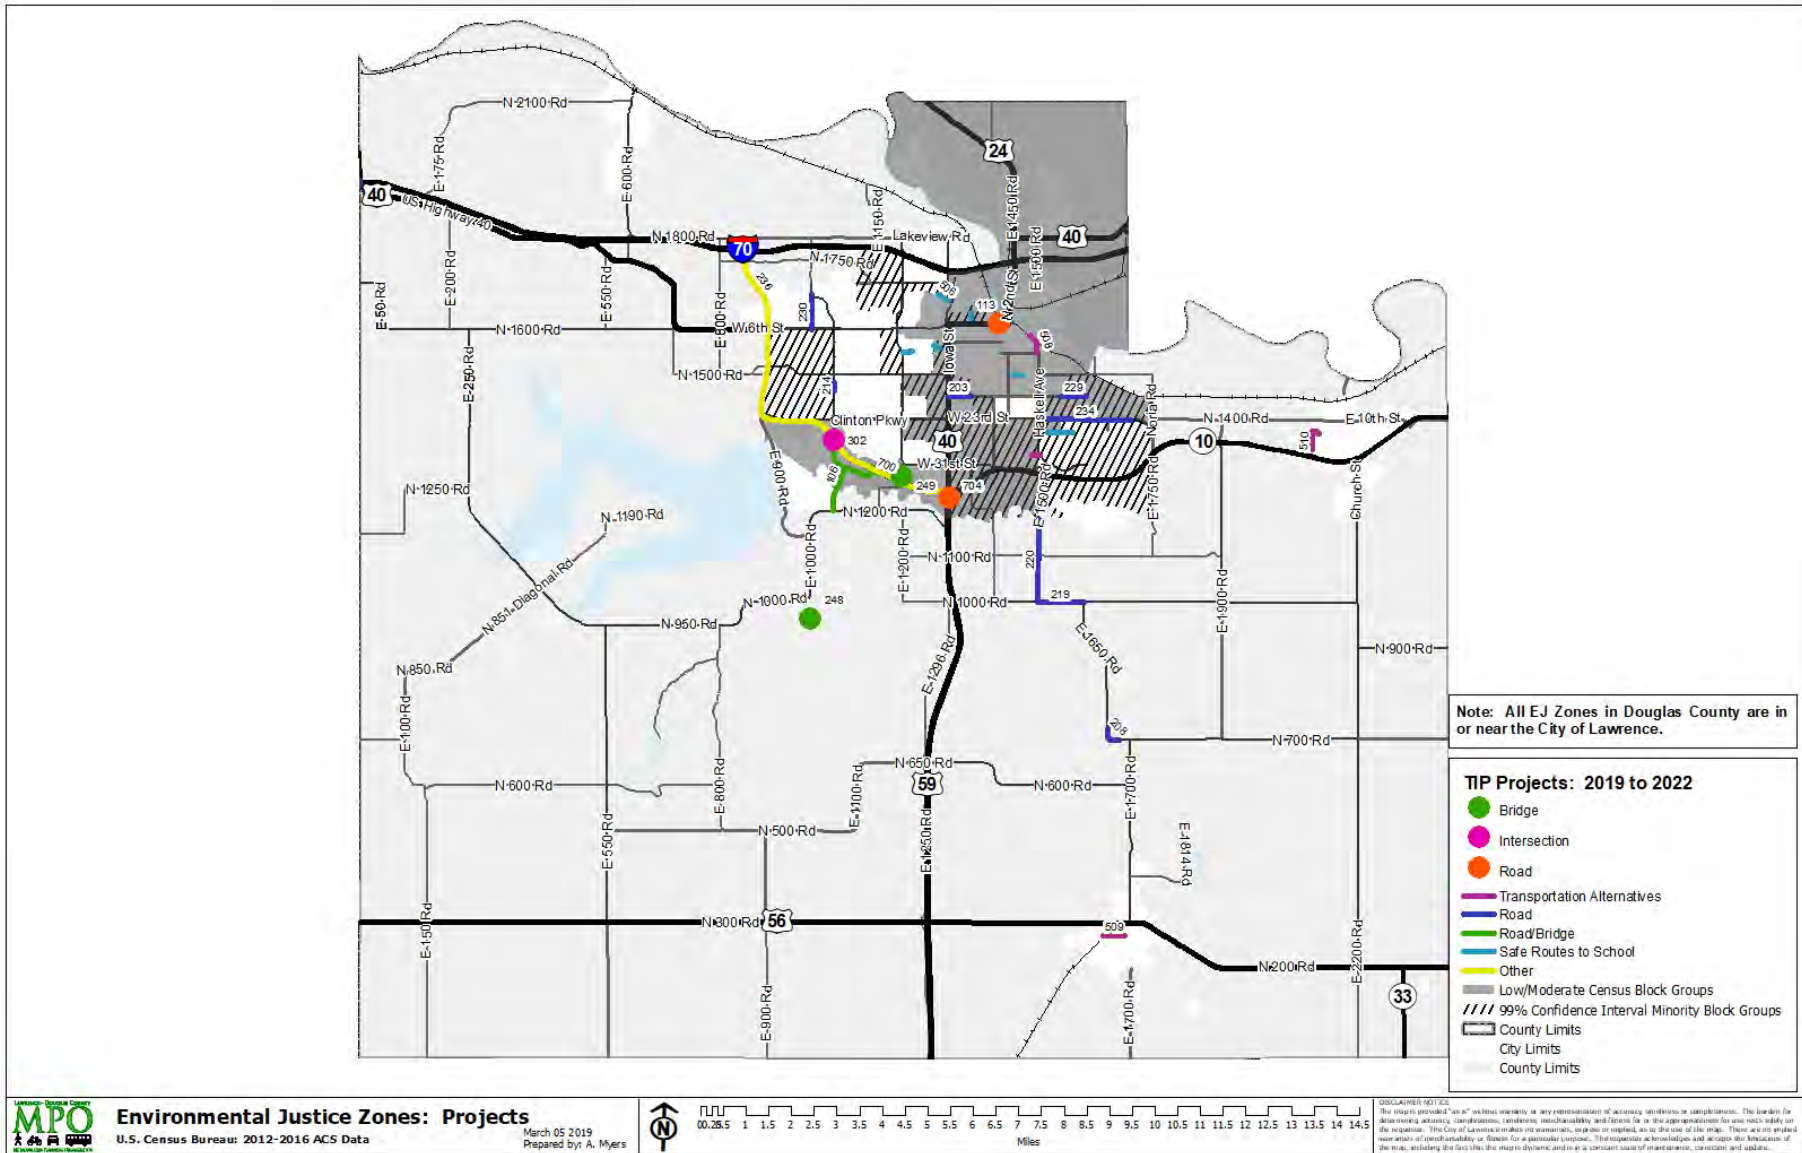 N 2100 Rd
E 175 Rd
E 600 Rd
24
40
US Highway 40
E 1150 Rd
E 1450 Rd
N 1800 Rd
Lakeview Rd
40
70
N 1750 Rd
E 1500 Rd
E 200 Rd
E 550 Rd
E 50 Rd
236
230
506
113
N 2nd St
E 800 Rd
N 1600 Rd
W 6th St
508
Iowa St
E 250 Rd
N 1500 Rd
214
203
229
Haskell Ave
Noria Rd
Clinton Pkwy
W 23rd St
234
N 1400 Rd
E 10th St
302
40
10
510
E 900 Rd
106
700
W 31st St
249
704
E 1500 Rd
E 1750 Rd
Church St
N 1250 Rd
N 1190 Rd
N 1200 Rd
E 1000 Rd
E 1200 Rd
N 1100 Rd
220
N 851 Diagonal Rd
N 1000 Rd
248
N 1000 Rd
219
E 1900 Rd
N 950 Rd
E 1650 Rd
N 900 Rd
N 850 Rd
E 1296 Rd
E 100 Rd
208
N 700 Rd
N 650 Rd
N 600 Rd
E 800 Rd
E 1100 Rd
59
N 600 Rd
E 1700 Rd
N 500 Rd
E 550 Rd
E 1250 Rd
E 1814 Rd
E 150 Rd
N 300 Rd
56
509
E 2200 Rd
N 200 Rd
33
E 900 Rd
E 1700 Rd
Note: All EJ Zones in Douglas County are in
or near the City of Lawrence.
TIP Projects: 2019 to 2022
Bridge
Intersection
Road
Transportation Alternatives
Road
Road/Bridge
Safe Routes to School
Other
Low/Moderate Census Block Groups
99% Confidence Interval Minority Block Groups
County Limits
City Limits
County Limits
MPO
Environmental Justice Zones: Projects
U.S. Census Bureau: 2012-2016 ACS Data
March 05 2019
Prepared by: A. Myers
N
1 1.5 2 2.5 3 3.5 4 4.5 5 5.5 6 6.5 7 7.5 8 8.5 9 9.5 10 10.5 11 11.5 12 12.5 13 13.5 14 14.5
Miles
DISCLAIMER NOTICE